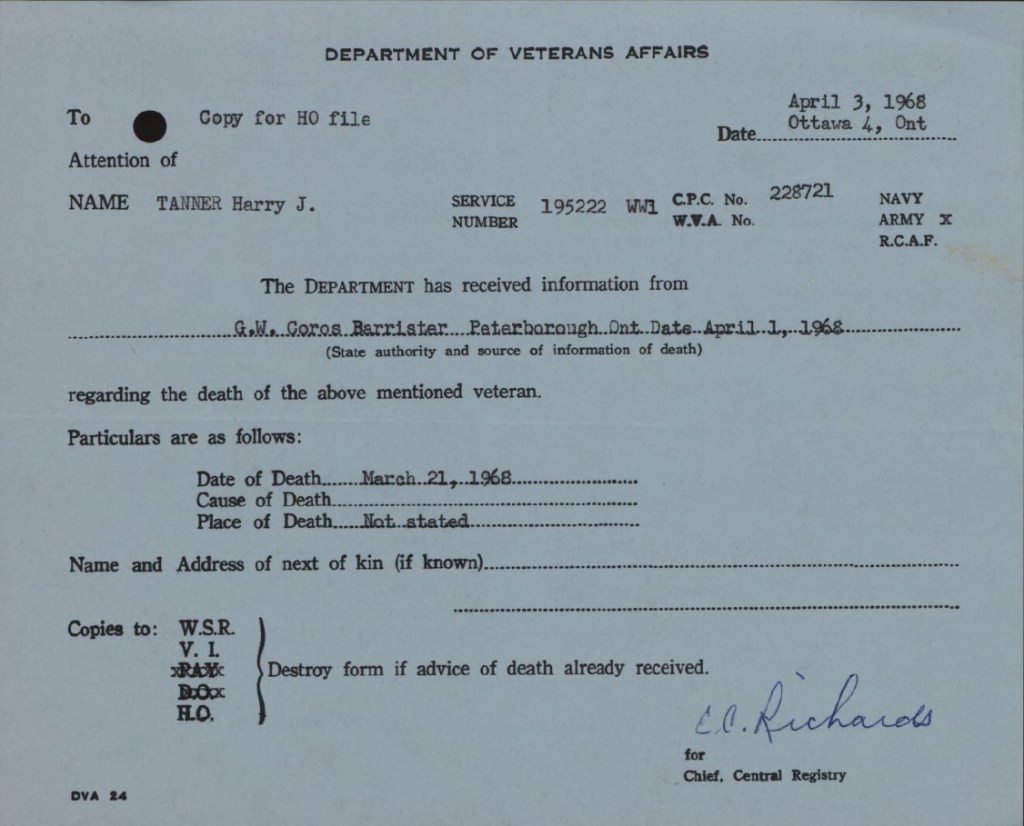 DEPARTMENT OF VETERANS AFFAIRS
To Copy for HO file
April 3, 1968
Date Ottawa 4, Ont
Attention of
NAME TANNER Harry J. SERVICE NUMBER 195222 WW1 C.P.C. No. 228721 W.V.A. No. NAVY
ARMY X
R.C.A.F.
The DEPARTMENT has received information from
G.W. Coros Barrister Peterborough Ont Date April 1, 1968
(State authority and source of information of death)
regarding the death of the above mentioned veteran.
Particulars are as follows:
Date of Death March 21, 1968
Cause of Death
Place of Death Not stated
Name and Address of next of kin (if known)
Copies to: W.S.R.
V. I.
PAY
Destroy form if advice of death already received.
D.O.
H.O.
C.C. Richards
for
Chief, Central Registry
DVA 24